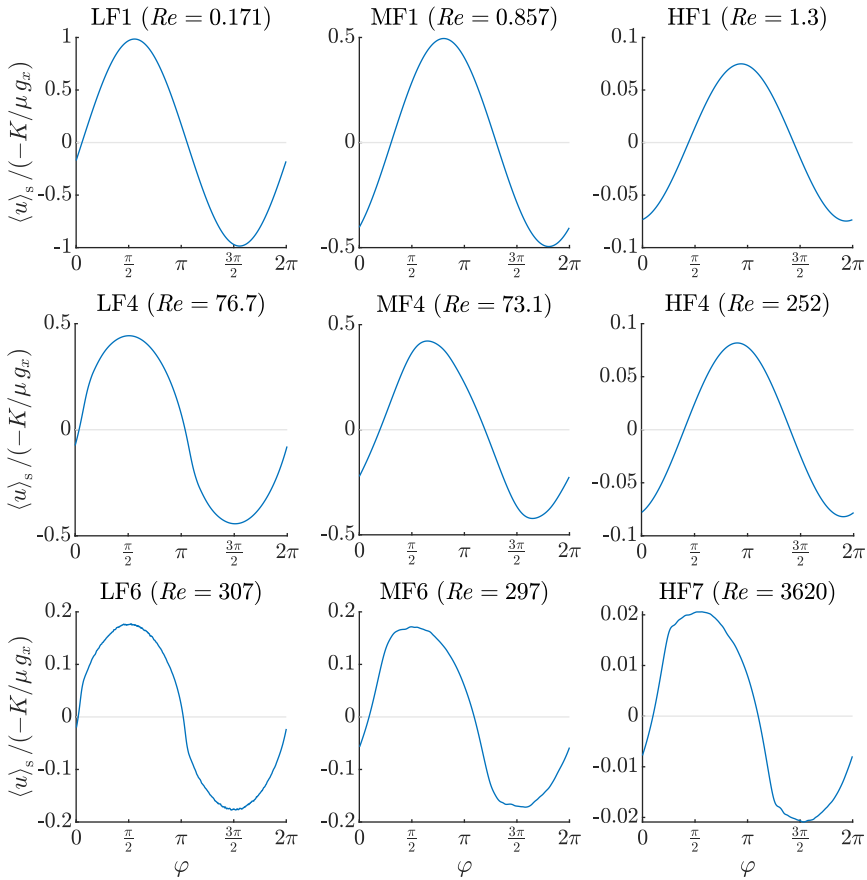 LF1 (Re = 0.171) MF1 (Re = 0.857) HF1 (Re = 1.3)
⟨u⟩s /(−K/μ gx)
1 0.5 0 -0.5 -1
0.5 0 -0.5
0.1 0.05 0 -0.05 -0.1
0 π/2 π 3π/2 2π 0 π/2 π 3π/2 2π 0 π/2 π 3π/2 2π
LF4 (Re = 76.7) MF4 (Re = 73.1) HF4 (Re = 252)
⟨u⟩s /(−K/μ gx)
0.5 0 -0.5
0.5 0 -0.5
0.1 0.05 0 -0.05 -0.1
0 π/2 π 3π/2 2π 0 π/2 π 3π/2 2π 0 π/2 π 3π/2 2π
LF6 (Re = 307) MF6 (Re = 297) HF7 (Re = 3620)
⟨u⟩s /(−K/μ gx)
0.2 0.1 0 -0.1 -0.2
0.2 0.1 0 -0.1 -0.2
0.02 0.01 0 -0.01 -0.02
0 π/2 π 3π/2 2π 0 π/2 π 3π/2 2π 0 π/2 π 3π/2 2π
φ φ φ